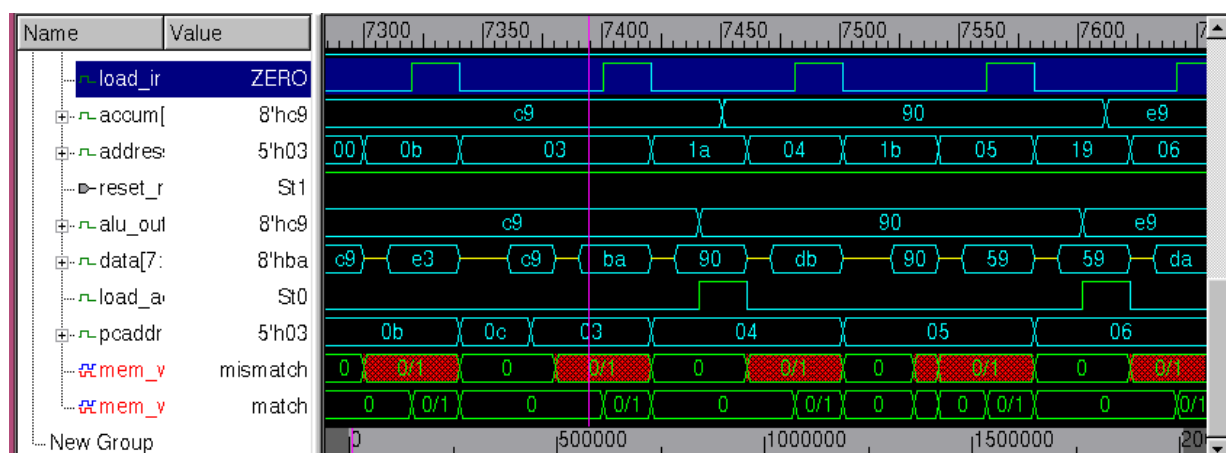 Name Value 7300 7350 7400 7450 7500 7550 7600 7
load_ir ZERO
accum[ 8'hc9 c9 90 e9
address 5'h03 00 0b 03 1a 04 1b 05 19 06
reset_r St1
alu_out 8'hc9 c9 90 e9
data[7: 8'hba c9 e3 c9 ba 90 db 90 59 59 da
load_a St0
pcaddr 5'h03 0b 0c 03 04 05 06
mem_v mismatch 0 0/1 0 0/1 0 0/1 0 0/1 0 0/1
mem_v match 0 0/1 0 0/1 0 0/1 0 0 0/1 0 0/1
New Group 0 500000 1000000 1500000 20